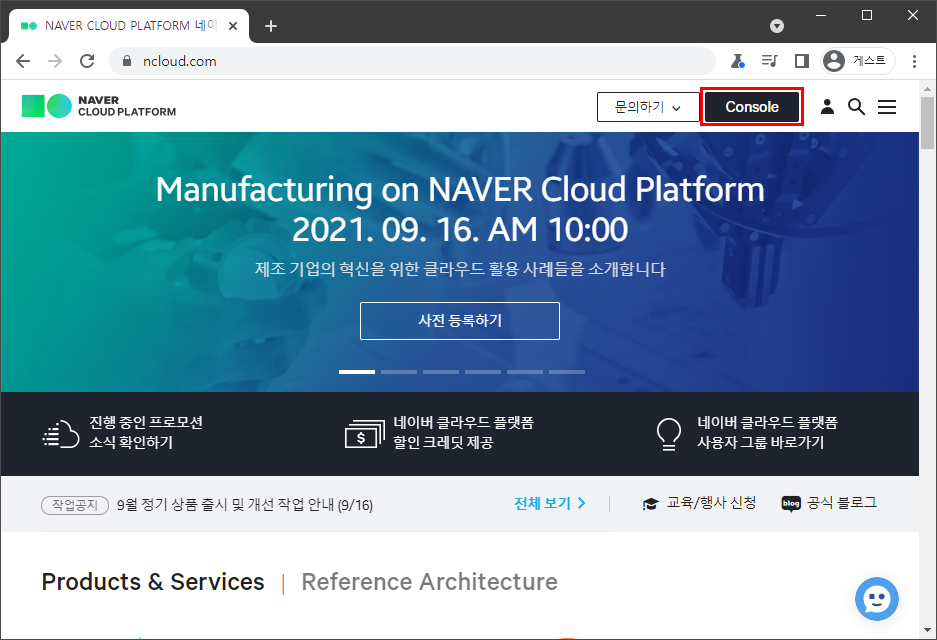 NAVER CLOUD PLATFORM 네이
ncloud.com
게스트
NAVER
CLOUD PLATFORM
문의하기
Console
Manufacturing on NAVER Cloud Platform
2021. 09. 16. AM 10:00
제조 기업의 혁신을 위한 클라우드 활용 사례들을 소개합니다
사전 등록하기
진행 중인 프로모션
소식 확인하기
$
네이버 클라우드 플랫폼
할인 크레딧 제공
네이버 클라우드 플랫폼
사용자 그룹 바로가기
작업공지 9월 정기 상품 출시 및 개선 작업 안내 (9/16)
전체 보기
교육/행사 신청
blog 공식 블로그
Products & Services | Reference Architecture